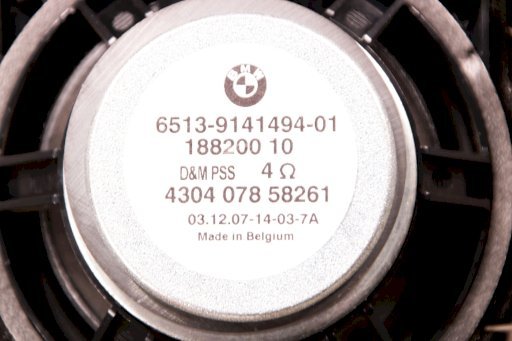 BMW
6513-9141494-01
188200 10
D&M PSS 4 Ω
4304 078 58261
03.12.07-14-03-7A
Made in Belgium